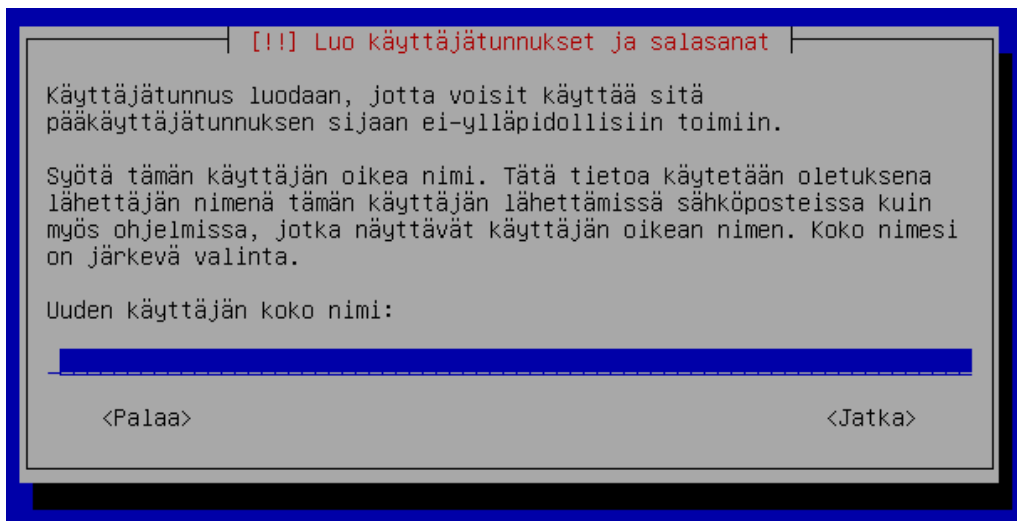 [!!] Luo käyttäjätunnukset ja salasanat
Käyttäjätunnus luodaan, jotta voisit käyttää sitä
pääkäyttäjätunnuksen sijaan ei-ylläpidollisiin toimiin.
Syötä tämän käyttäjän oikea nimi. Tätä tietoa käytetään oletuksena
lähettäjän nimenä tämän käyttäjän lähettämissä sähköposteissa kuin
myös ohjelmissa, jotka näyttävät käyttäjän oikean nimen. Koko nimesi
on järkevä valinta.
Uuden käyttäjän koko nimi:
<Palaa> <Jatka>